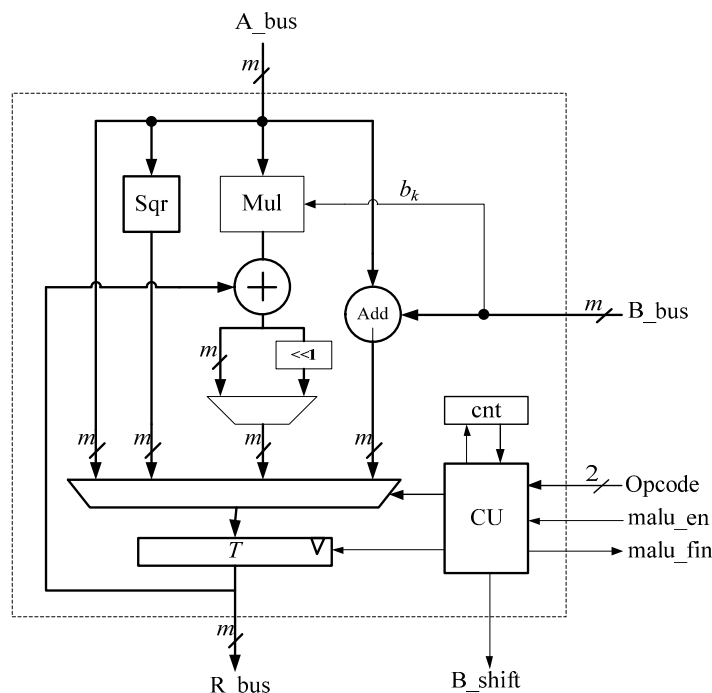 A_bus
m
Sqr
Mul
b_k
+
Add
m
B_bus
m
<<1
cnt
m
m
m
m
2
Opcode
CU
malu_en
T
malu_fin
m
R_bus
B_shift